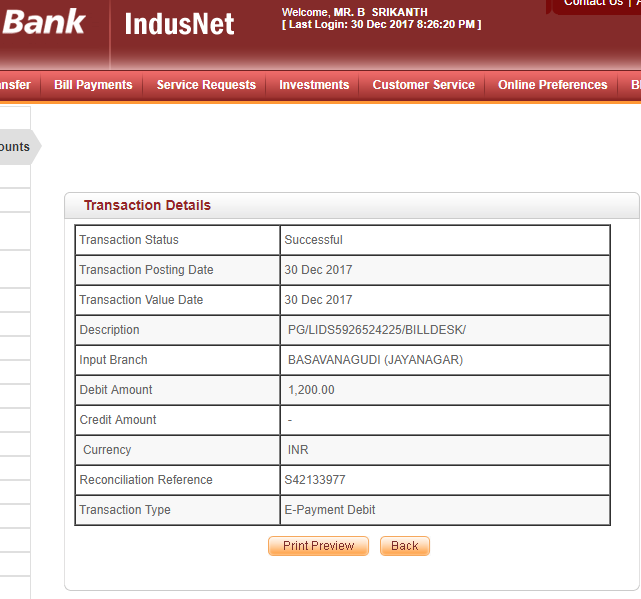 Bank IndusNet
Welcome, MR. B SRIKANTH
[ Last Login: 30 Dec 2017 8:26:20 PM ]
Contact Us |
Bill Payments Service Requests Investments Customer Service Online Preferences
Transaction Details
Transaction Status Successful
Transaction Posting Date 30 Dec 2017
Transaction Value Date 30 Dec 2017
Description PG/LIDS5926524225/BILLDESK/
Input Branch BASAVANAGUDI (JAYANAGAR)
Debit Amount 1,200.00
Credit Amount -
Currency INR
Reconciliation Reference S42133977
Transaction Type E-Payment Debit
Print Preview Back